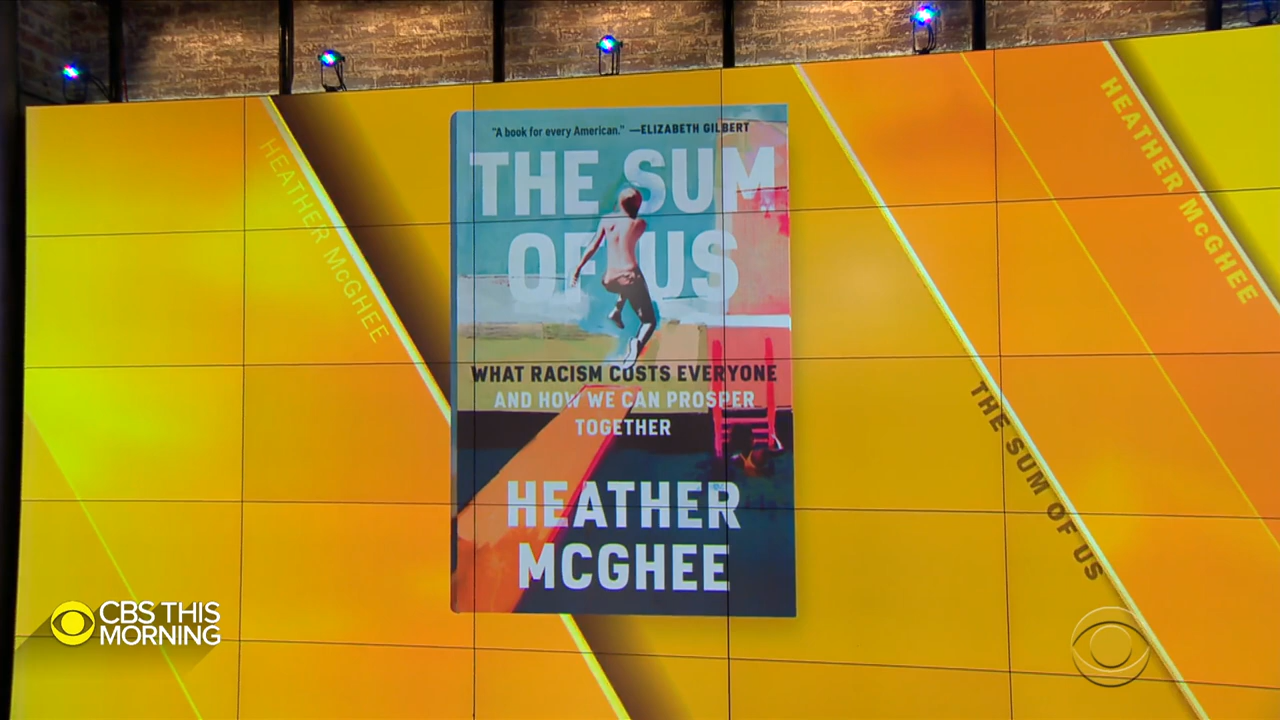 HEATHER McGHEE
HEATHER McGHEE
"A book for every American." —ELIZABETH GILBERT
THE SUM
OF US
WHAT RACISM COSTS EVERYONE
AND HOW WE CAN PROSPER
TOGETHER
HEATHER
MCGHEE
THE SUM OF US
CBS THIS
MORNING